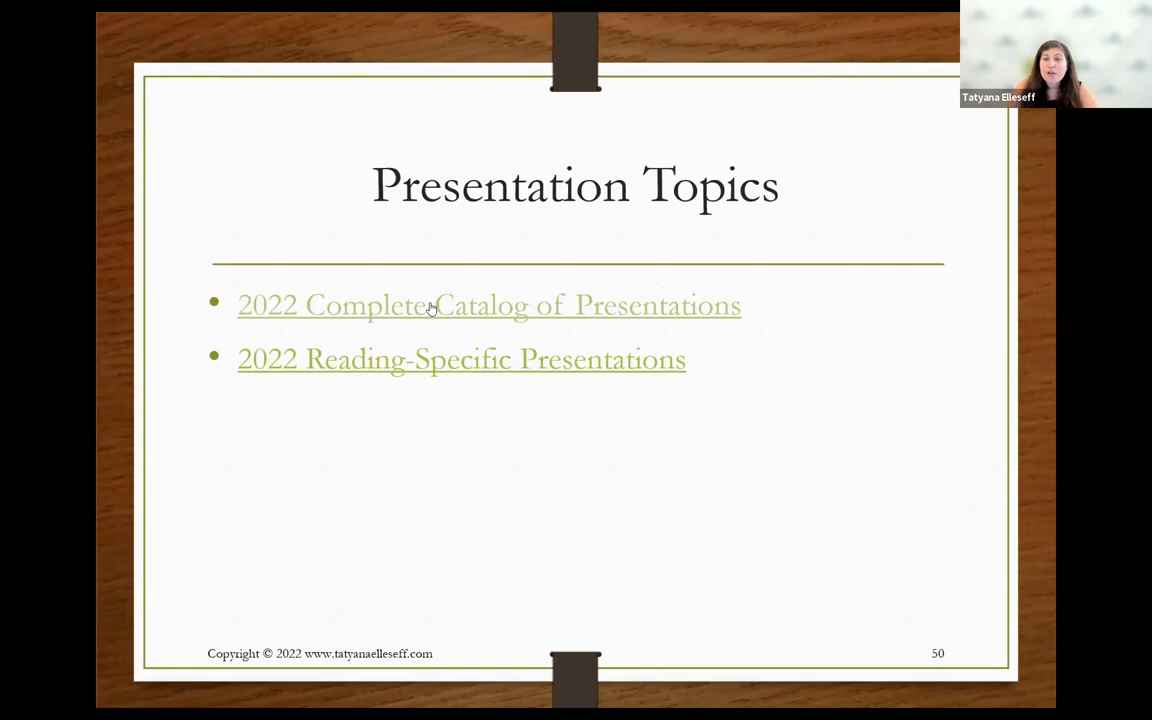 Tatyana Elleseff
Presentation Topics
• 2022 Complete Catalog of Presentations
• 2022 Reading-Specific Presentations
Copyright © 2022 www.tatyanaelleseff.com
50